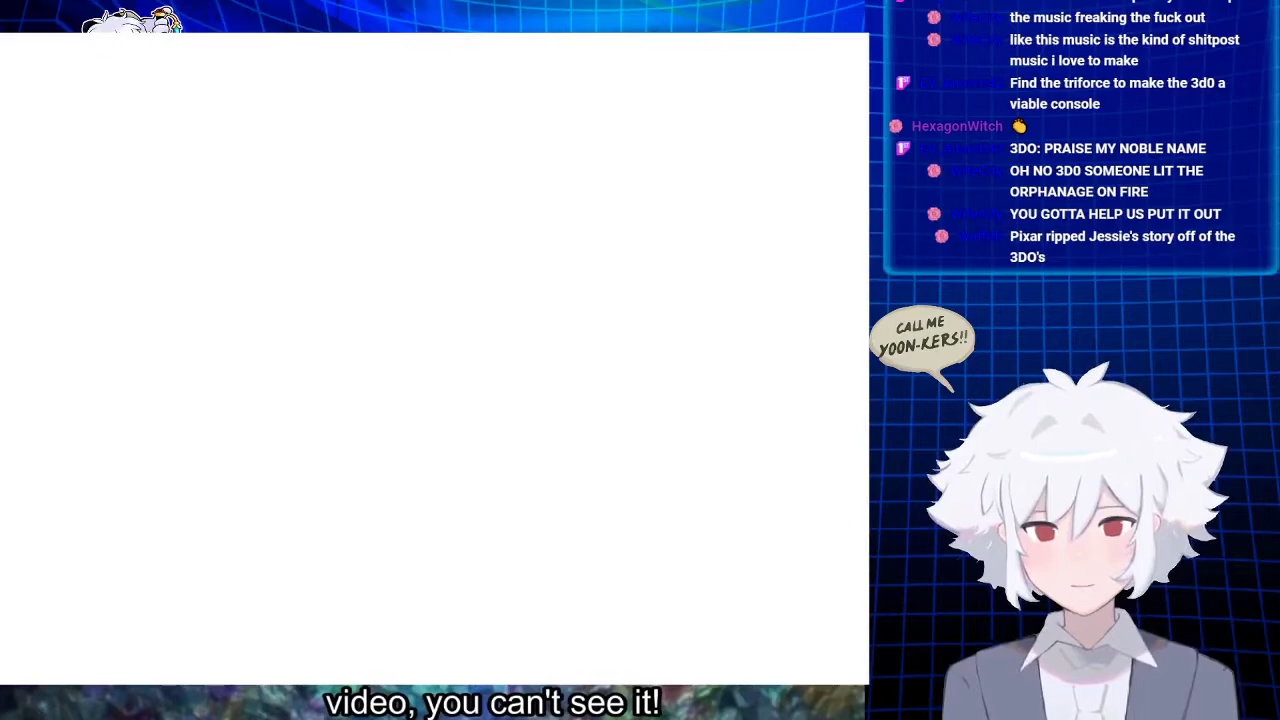 the music freaking the fuck out
like this music is the kind of shitpost
music i love to make
Find the triforce to make the 3d0 a
viable console
HexagonWitch
3DO: PRAISE MY NOBLE NAME
OH NO 3D0 SOMEONE LIT THE
ORPHANAGE ON FIRE
YOU GOTTA HELP US PUT IT OUT
Pixar ripped Jessie's story off of the
3DO's
CALL ME
YOON-KERS!!
video, you can't see it!